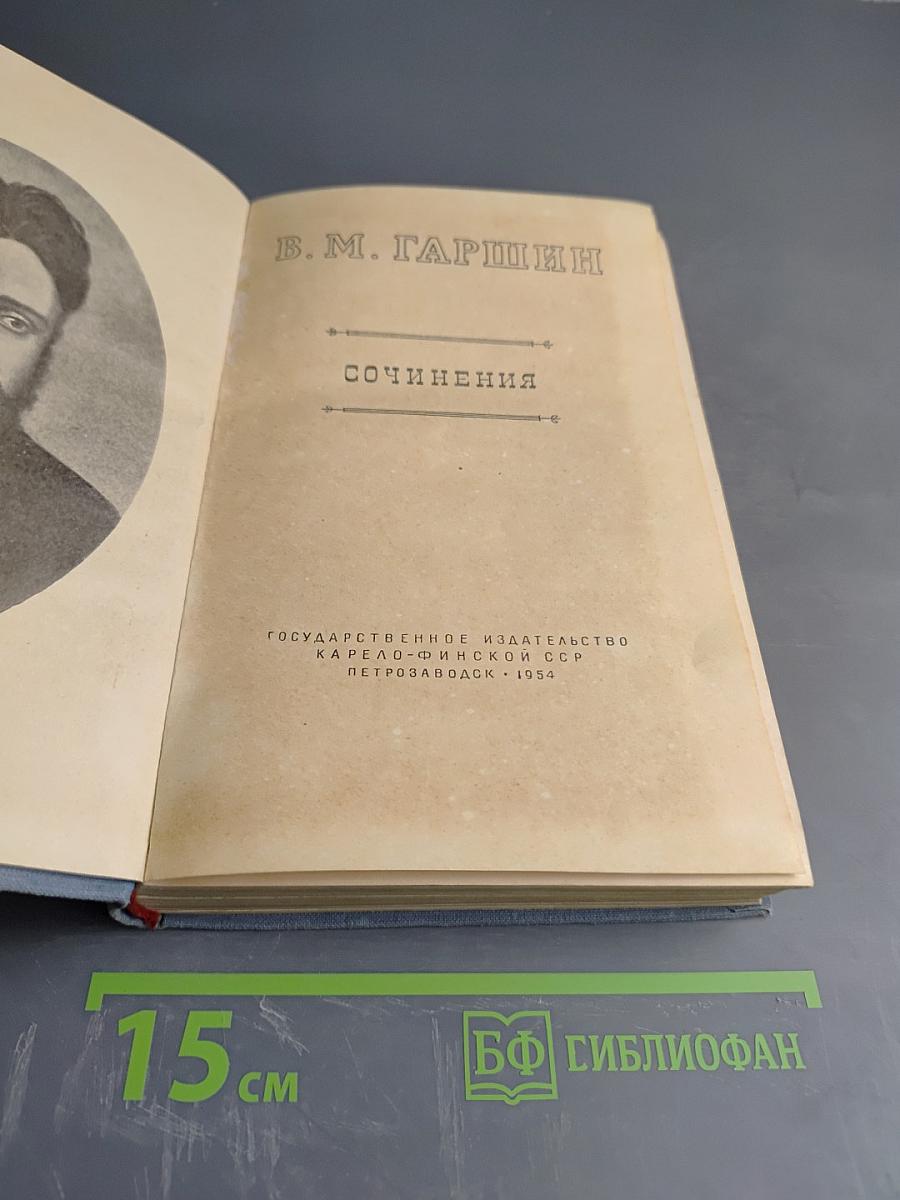 В. М. ГАРШИН
СОЧИНЕНИЯ
ГОСУДАРСТВЕННОЕ ИЗДАТЕЛЬСТВО
КАРЕЛО-ФИНСКОЙ ССР
ПЕТРОЗАВОДСК • 1954
15 см
БФ БИБЛИОФАН